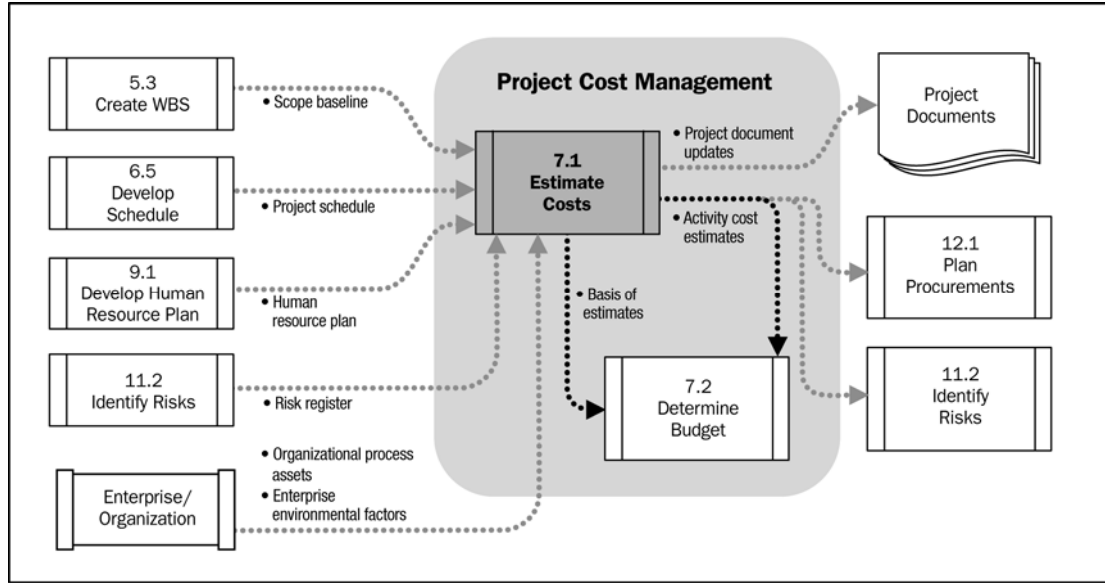 Project Cost Management
5.3
Create WBS
• Scope baseline
6.5
Develop
Schedule
• Project schedule
9.1
Develop Human
Resource Plan
• Human
resource plan
11.2
Identify Risks
• Risk register
Enterprise/
Organization
• Organizational process
assets
• Enterprise
environmental factors
7.1
Estimate
Costs
• Project document
updates
• Activity cost
estimates
• Basis of
estimates
7.2
Determine
Budget
Project
Documents
12.1
Plan
Procurements
11.2
Identify
Risks